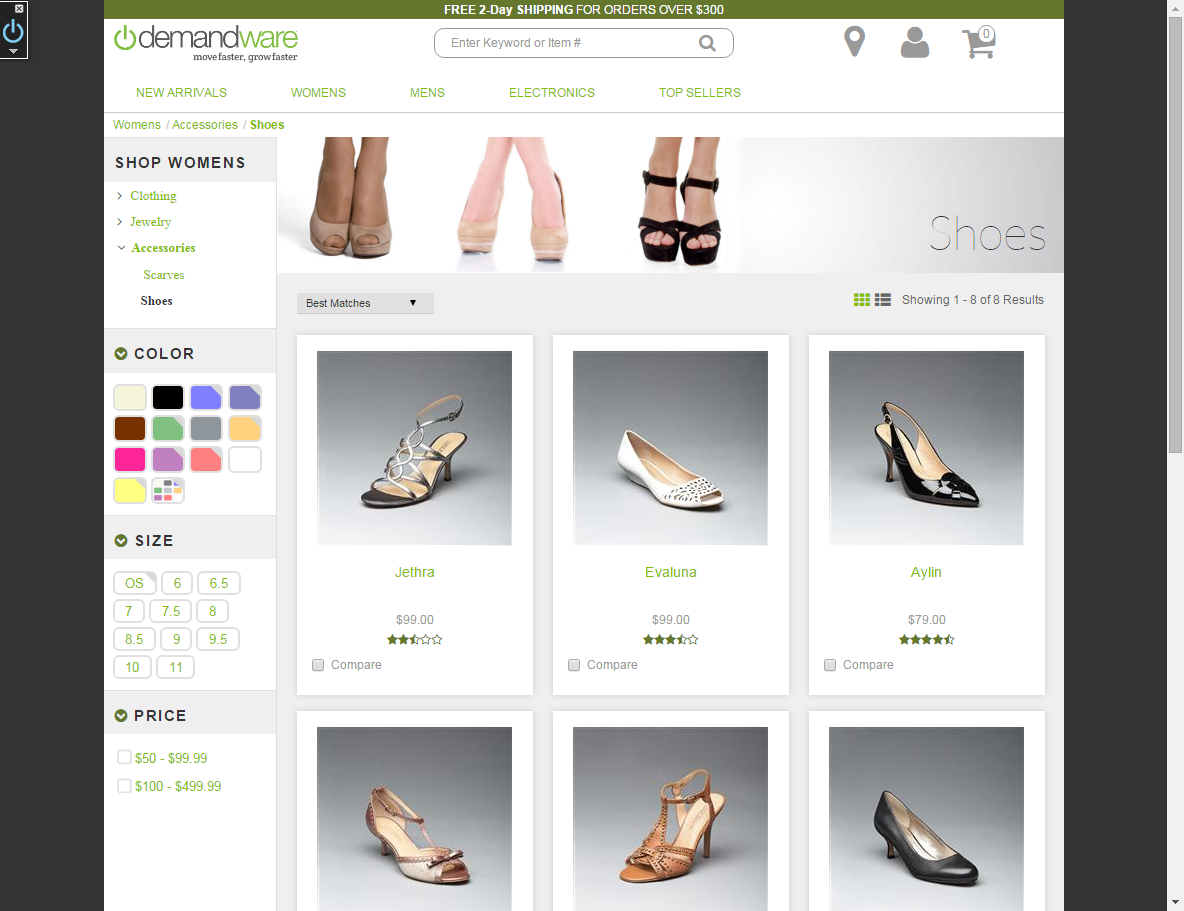 FREE 2-Day SHIPPING FOR ORDERS OVER $300
demandware
move faster, grow faster
Enter Keyword or Item #
0
NEW ARRIVALS WOMENS MENS ELECTRONICS TOP SELLERS
Womens / Accessories / Shoes
SHOP WOMENS
Clothing
Jewelry
Accessories
Scarves
Shoes
COLOR
SIZE
OS 6 6.5
7 7.5 8
8.5 9 9.5
10 11
PRICE
$50 - $99.99
$100 - $499.99
Shoes
Best Matches
Showing 1 - 8 of 8 Results
Jethra
$99.00
Compare
Evaluna
$99.00
Compare
Aylin
$79.00
Compare